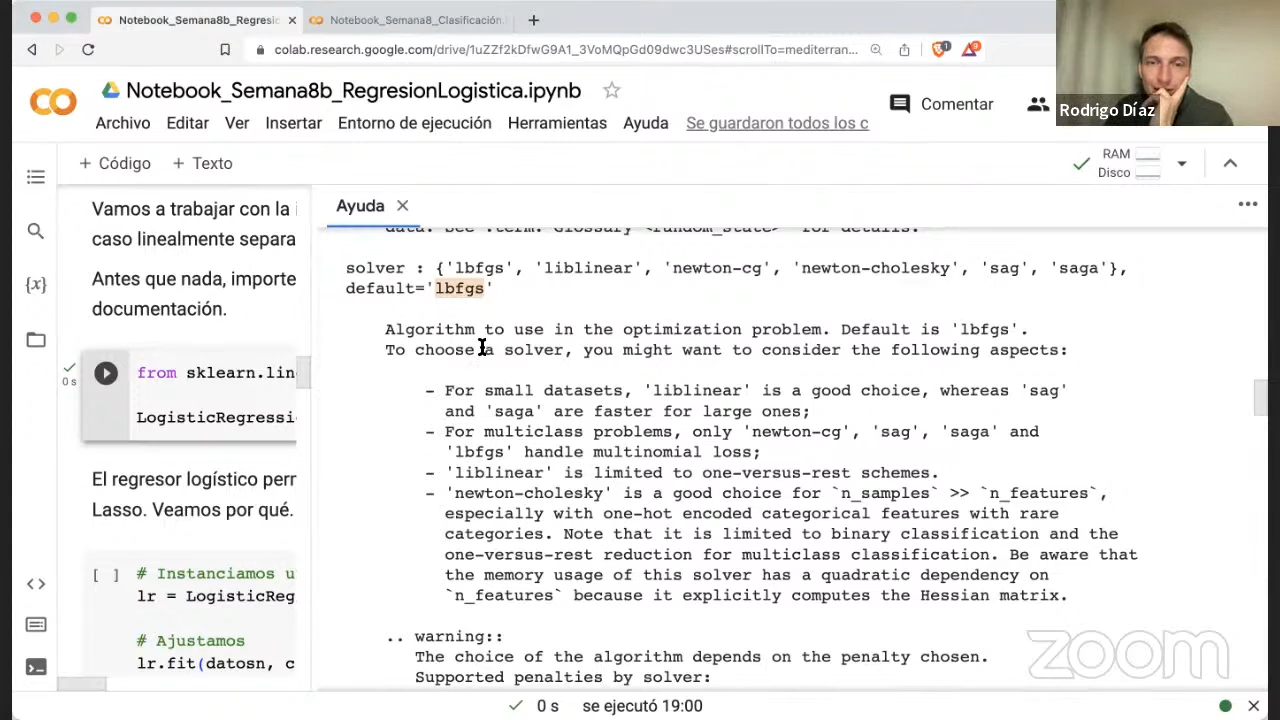 Notebook_Semana8b_Regresio
Notebook_Semana8_Clasificación.
colab.research.google.com/drive/1uZZf2kDfwG9A1_3VoMQpGd09dwc3USes#scrollTo=mediterran...
1
9
Notebook_Semana8b_RegresionLogistica.ipynb
Comentar
Rodrigo Díaz
Archivo Editar Ver Insertar Entorno de ejecución Herramientas Ayuda Se guardaron todos los c
+ Código + Texto
RAM
Disco
Vamos a trabajar con la
caso linealmente separa
Antes que nada, importe
documentación.
0 s
from sklearn.lin
LogisticRegressi
El regresor logístico perr
Lasso. Veamos por qué.
[ ]
# Instanciamos u
lr = LogisticReg
# Ajustamos
lr.fit(datosn, c
Ayuda
data. See :term:`Glossary <random_state>` for details.
solver : {'lbfgs', 'liblinear', 'newton-cg', 'newton-cholesky', 'sag', 'saga'},
default='lbfgs'
Algorithm to use in the optimization problem. Default is 'lbfgs'.
To choose a solver, you might want to consider the following aspects:
- For small datasets, 'liblinear' is a good choice, whereas 'sag'
and 'saga' are faster for large ones;
- For multiclass problems, only 'newton-cg', 'sag', 'saga' and
'lbfgs' handle multinomial loss;
- 'liblinear' is limited to one-versus-rest schemes.
- 'newton-cholesky' is a good choice for `n_samples` >> `n_features`,
especially with one-hot encoded categorical features with rare
categories. Note that it is limited to binary classification and the
one-versus-rest reduction for multiclass classification. Be aware that
the memory usage of this solver has a quadratic dependency on
`n_features` because it explicitly computes the Hessian matrix.
.. warning::
The choice of the algorithm depends on the penalty chosen.
Supported penalties by solver:
zoom
0 s se ejecutó 19:00